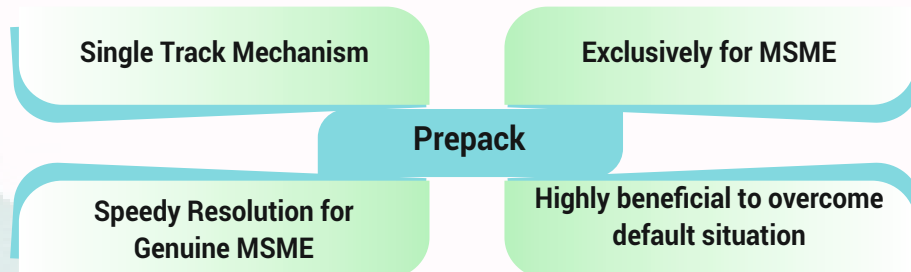 Single Track Mechanism
Exclusively for MSME
Prepack
Speedy Resolution for
Genuine MSME
Highly beneficial to overcome
default situation